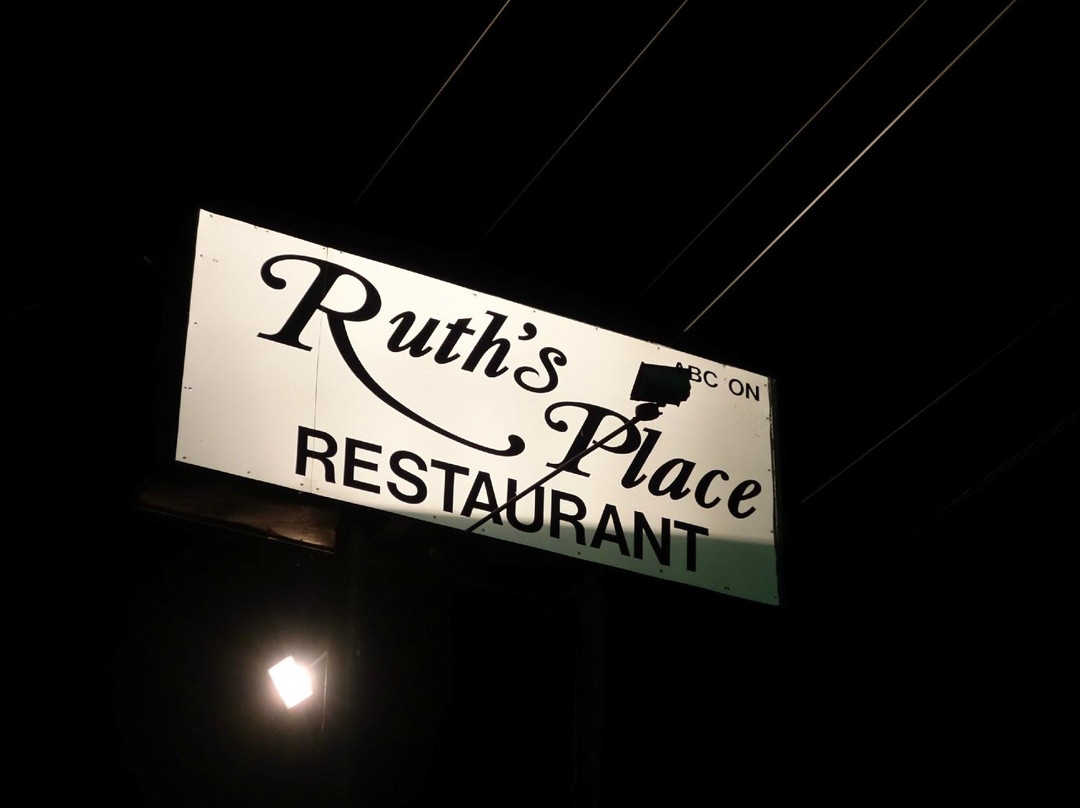 Ruth's
ABC ON
Place
RESTAURANT